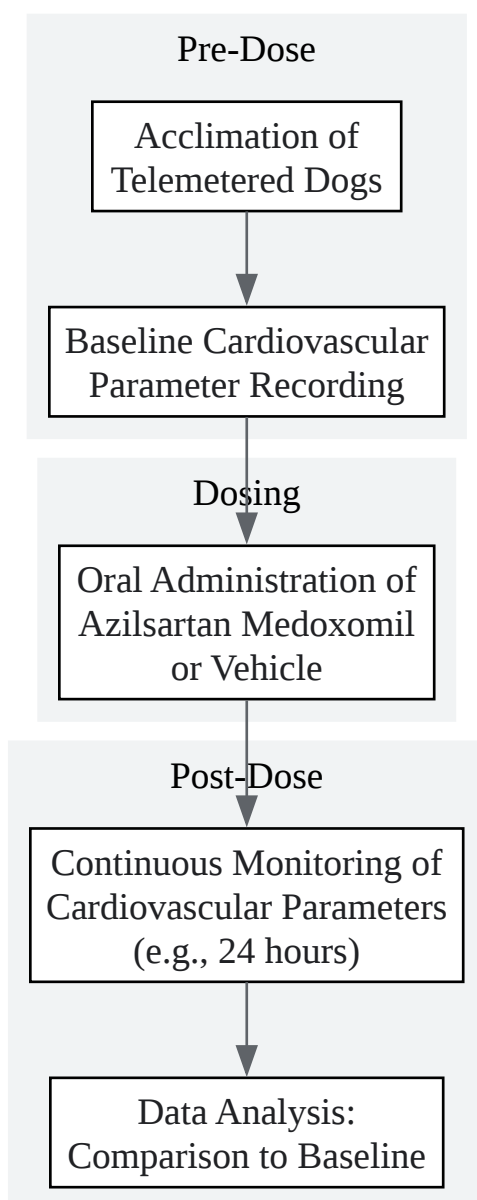 Pre-Dose
Acclimation of
Telemetered Dogs
Baseline Cardiovascular
Parameter Recording
Dosing
Oral Administration of
Azilsartan Medoxomil
or Vehicle
Post-Dose
Continuous Monitoring of
Cardiovascular Parameters
(e.g., 24 hours)
Data Analysis:
Comparison to Baseline